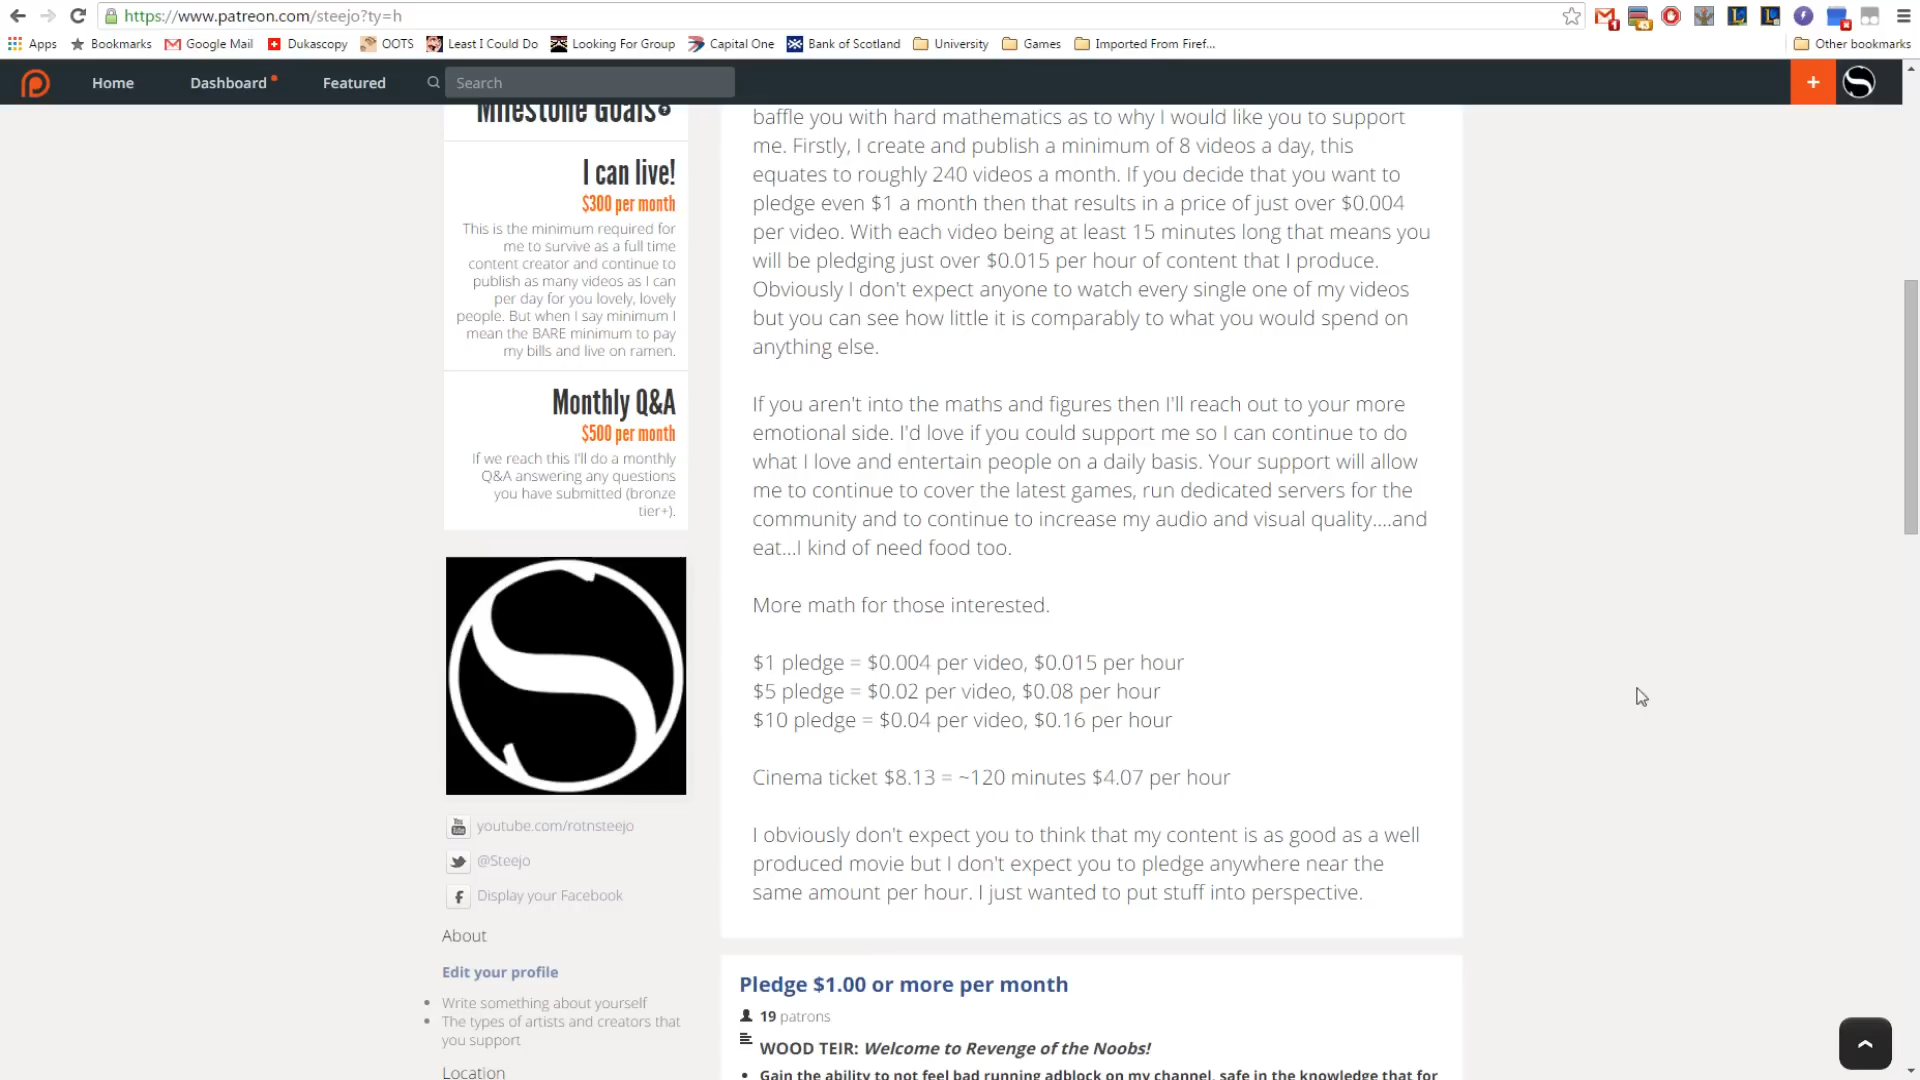 https://www.patreon.com/steejo?ty=h
Apps Bookmarks Google Mail Dukascopy OOTS Least I Could Do Looking For Group Capital One Bank of Scotland University Games Imported From Firef... Other bookmarks
Home Dashboard Featured Search
Milestone Goals
I can live!
$300 per month
This is the minimum required for
me to survive as a full time
content creator and continue to
publish as many videos as I can
per day for you lovely, lovely
people. But when I say minimum I
mean the BARE minimum to pay
my bills and live on ramen.
Monthly Q&A
$500 per month
If we reach this I'll do a monthly
Q&A answering any questions
you have submitted (bronze
tier+).
youtube.com/rotnsteejo
@Steejo
Display your Facebook
About
Edit your profile
Write something about yourself
The types of artists and creators that
you support
Location
baffle you with hard mathematics as to why I would like you to support
me. Firstly, I create and publish a minimum of 8 videos a day, this
equates to roughly 240 videos a month. If you decide that you want to
pledge even $1 a month then that results in a price of just over $0.004
per video. With each video being at least 15 minutes long that means you
will be pledging just over $0.015 per hour of content that I produce.
Obviously I don't expect anyone to watch every single one of my videos
but you can see how little it is comparably to what you would spend on
anything else.
If you aren't into the maths and figures then I'll reach out to your more
emotional side. I'd love if you could support me so I can continue to do
what I love and entertain people on a daily basis. Your support will allow
me to continue to cover the latest games, run dedicated servers for the
community and to continue to increase my audio and visual quality....and
eat...I kind of need food too.
More math for those interested.
$1 pledge = $0.004 per video, $0.015 per hour
$5 pledge = $0.02 per video, $0.08 per hour
$10 pledge = $0.04 per video, $0.16 per hour
Cinema ticket $8.13 = ~120 minutes $4.07 per hour
I obviously don't expect you to think that my content is as good as a well
produced movie but I don't expect you to pledge anywhere near the
same amount per hour. I just wanted to put stuff into perspective.
Pledge $1.00 or more per month
19 patrons
WOOD TEIR: Welcome to Revenge of the Noobs!
Gain the ability to not feel bad running adblock on my channel, safe in the knowledge that for